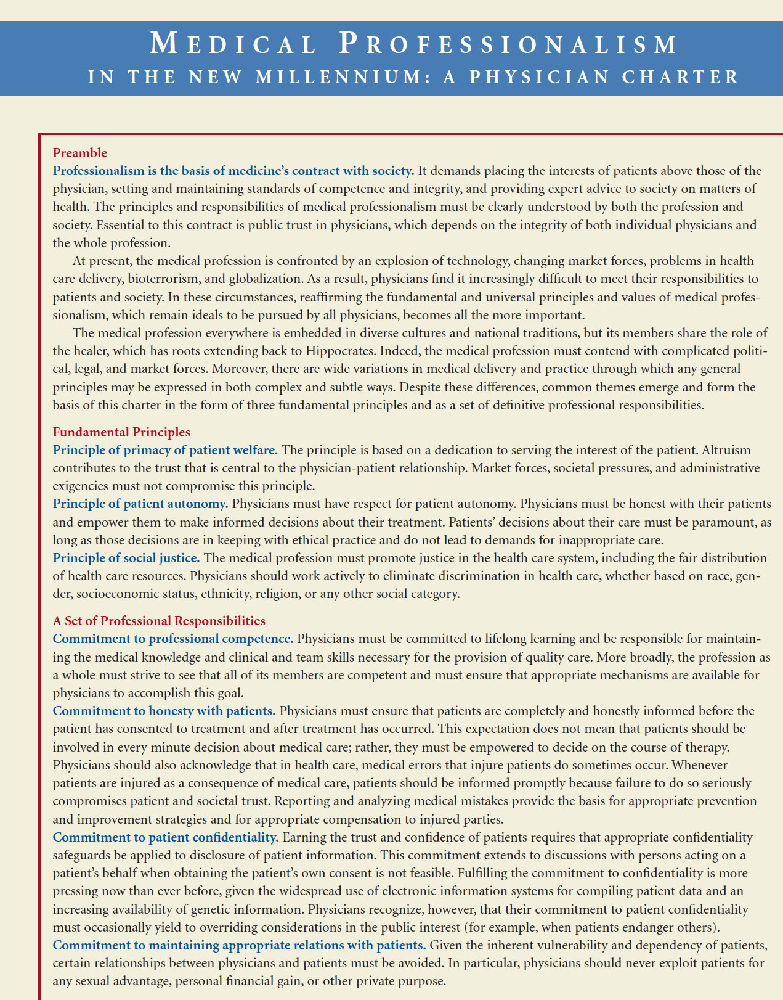 MEDICAL PROFESSIONALISM
IN THE NEW MILLENNIUM: A PHYSICIAN CHARTER
Preamble
Professionalism is the basis of medicine’s contract with society. It demands placing the interests of patients above those of the
physician, setting and maintaining standards of competence and integrity, and providing expert advice to society on matters of
health. The principles and responsibilities of medical professionalism must be clearly understood by both the profession and
society. Essential to this contract is public trust in physicians, which depends on the integrity of both individual physicians and
the whole profession.
At present, the medical profession is confronted by an explosion of technology, changing market forces, problems in health
care delivery, bioterrorism, and globalization. As a result, physicians find it increasingly difficult to meet their responsibilities to
patients and society. In these circumstances, reaffirming the fundamental and universal principles and values of medical profes-
sionalism, which remain ideals to be pursued by all physicians, becomes all the more important.
The medical profession everywhere is embedded in diverse cultures and national traditions, but its members share the role of
the healer, which has roots extending back to Hippocrates. Indeed, the medical profession must contend with complicated politi-
cal, legal, and market forces. Moreover, there are wide variations in medical delivery and practice through which any general
principles may be expressed in both complex and subtle ways. Despite these differences, common themes emerge and form the
basis of this charter in the form of three fundamental principles and as a set of definitive professional responsibilities.
Fundamental Principles
Principle of primacy of patient welfare. The principle is based on a dedication to serving the interest of the patient. Altruism
contributes to the trust that is central to the physician-patient relationship. Market forces, societal pressures, and administrative
exigencies must not compromise this principle.
Principle of patient autonomy. Physicians must have respect for patient autonomy. Physicians must be honest with their patients
and empower them to make informed decisions about their treatment. Patients’ decisions about their care must be paramount, as
long as those decisions are in keeping with ethical practice and do not lead to demands for inappropriate care.
Principle of social justice. The medical profession must promote justice in the health care system, including the fair distribution
of health care resources. Physicians should work actively to eliminate discrimination in health care, whether based on race, gen-
der, socioeconomic status, ethnicity, religion, or any other social category.
A Set of Professional Responsibilities
Commitment to professional competence. Physicians must be committed to lifelong learning and be responsible for maintain-
ing the medical knowledge and clinical and team skills necessary for the provision of quality care. More broadly, the profession as
a whole must strive to see that all of its members are competent and must ensure that appropriate mechanisms are available for
physicians to accomplish this goal.
Commitment to honesty with patients. Physicians must ensure that patients are completely and honestly informed before the
patient has consented to treatment and after treatment has occurred. This expectation does not mean that patients should be
involved in every minute decision about medical care; rather, they must be empowered to decide on the course of therapy.
Physicians should also acknowledge that in health care, medical errors that injure patients do sometimes occur. Whenever
patients are injured as a consequence of medical care, patients should be informed promptly because failure to do so seriously
compromises patient and societal trust. Reporting and analyzing medical mistakes provide the basis for appropriate prevention
and improvement strategies and for appropriate compensation to injured parties.
Commitment to patient confidentiality. Earning the trust and confidence of patients requires that appropriate confidentiality
safeguards be applied to disclosure of patient information. This commitment extends to discussions with persons acting on a
patient’s behalf when obtaining the patient’s own consent is not feasible. Fulfilling the commitment to confidentiality is more
pressing now than ever before, given the widespread use of electronic information systems for compiling patient data and an
increasing availability of genetic information. Physicians recognize, however, that their commitment to patient confidentiality
must occasionally yield to overriding considerations in the public interest (for example, when patients endanger others).
Commitment to maintaining appropriate relations with patients. Given the inherent vulnerability and dependency of patients,
certain relationships between physicians and patients must be avoided. In particular, physicians should never exploit patients for
any sexual advantage, personal financial gain, or other private purpose.